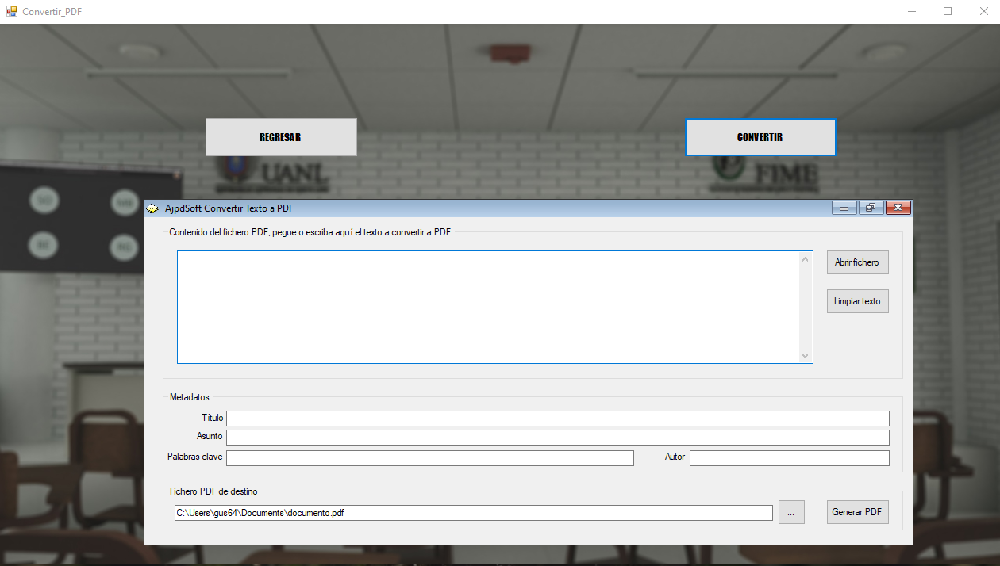 Convertir_PDF
REGRESAR
CONVERTIR
UANL
FIME
AjpdSoft Convertir Texto a PDF
Contenido del fichero PDF, pegue o escriba aquí el texto a convertir a PDF
Abrir fichero
Limpiar texto
Metadatos
Título
Asunto
Palabras clave
Autor
Fichero PDF de destino
C:\Users\gus64\Documents\documento.pdf
...
Generar PDF